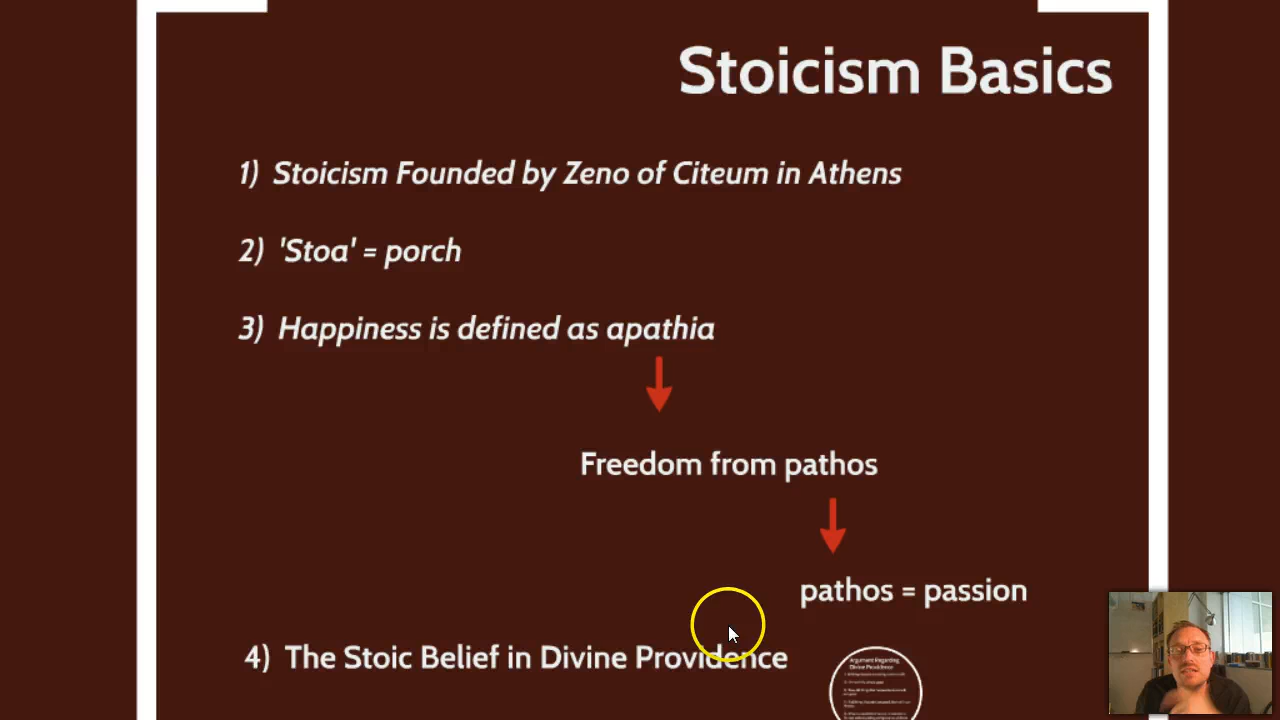 Stoicism Basics
1) Stoicism Founded by Zeno of Citeum in Athens
2) 'Stoa' = porch
3) Happiness is defined as apathia
Freedom from pathos
pathos = passion
4) The Stoic Belief in Divine Providence
Argument Regarding
Divine Providence